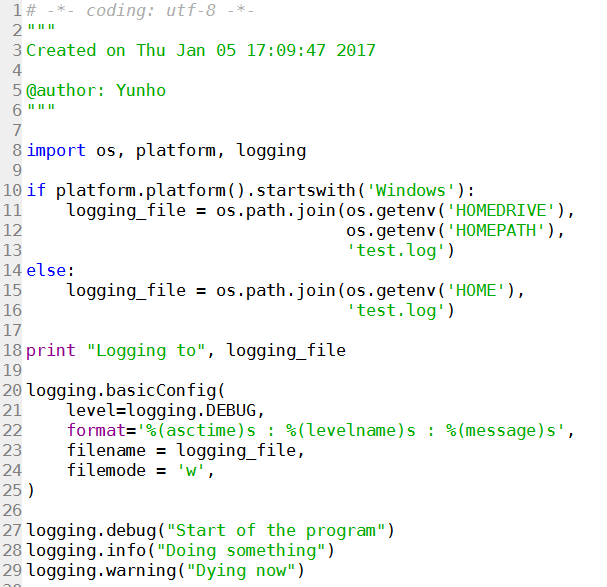 1 # -*- coding: utf-8 -*-
2 """
3 Created on Thu Jan 05 17:09:47 2017
4
5 @author: Yunho
6 """
7
8 import os, platform, logging
9
10 if platform.platform().startswith('Windows'):
11     logging_file = os.path.join(os.getenv('HOMEDRIVE'),
12                                 os.getenv('HOMEPATH'),
13                                 'test.log')
14 else:
15     logging_file = os.path.join(os.getenv('HOME'),
16                                 'test.log')
17
18 print "Logging to", logging_file
19
20 logging.basicConfig(
21     level=logging.DEBUG,
22     format='%(asctime)s : %(levelname)s : %(message)s',
23     filename = logging_file,
24     filemode = 'w',
25 )
26
27 logging.debug("Start of the program")
28 logging.info("Doing something")
29 logging.warning("Dying now")